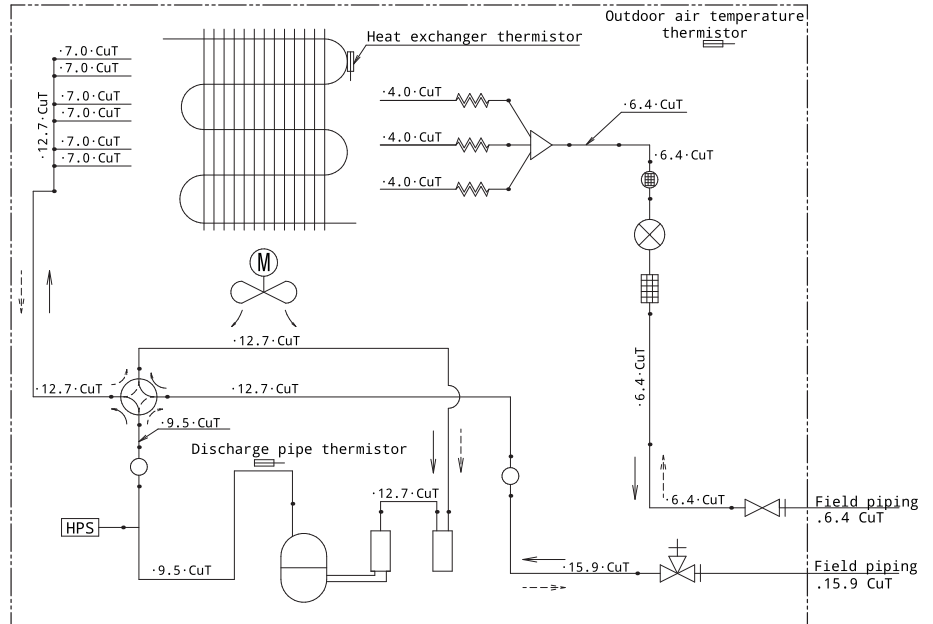 Outdoor air temperature
thermistor
Heat exchanger thermistor
·7.0·CuT
·7.0·CuT
·7.0·CuT
·7.0·CuT
·7.0·CuT
·7.0·CuT
·12.7·CuT
·4.0·CuT
·4.0·CuT
·4.0·CuT
·6.4·CuT
·6.4·CuT
M
·12.7·CuT
·12.7·CuT
·12.7·CuT
·6.4·CuT
·9.5·CuT
Discharge pipe thermistor
·12.7·CuT
·6.4·CuT
Field piping
.6.4 CuT
HPS
·9.5·CuT
·15.9·CuT
Field piping
.15.9 CuT